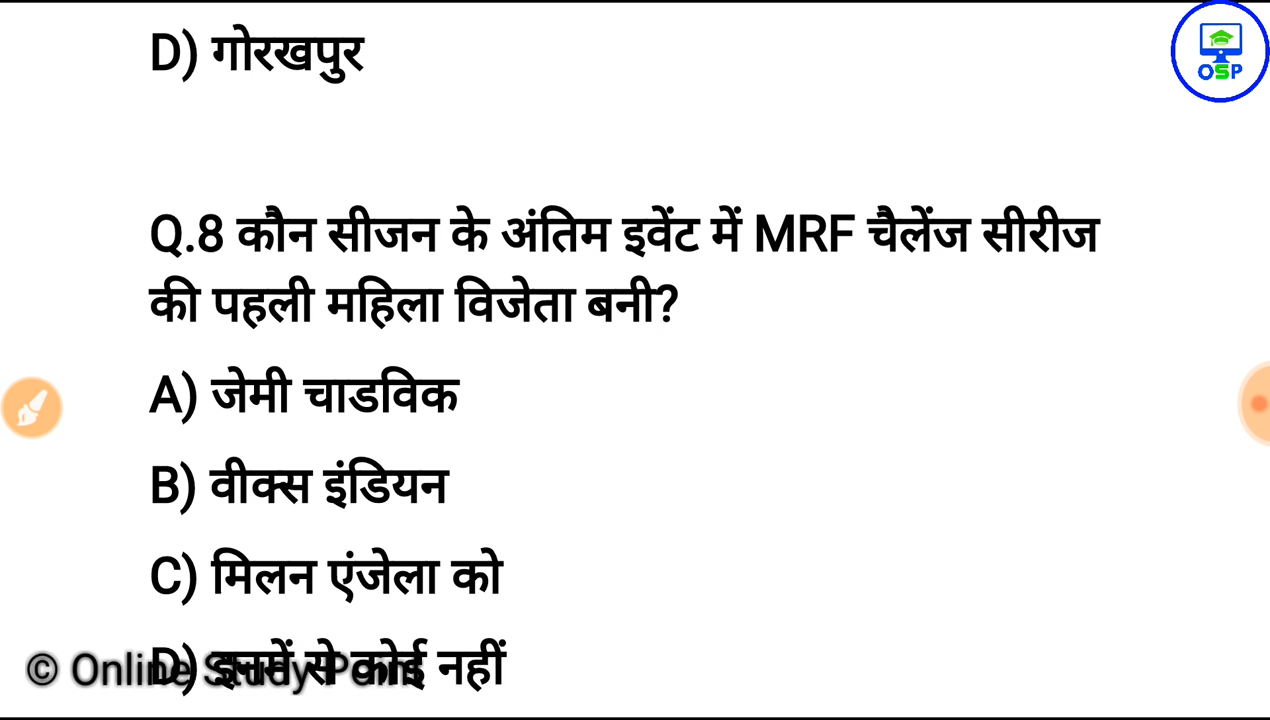 D) गोरखपुर
OSP
Q.8 कौन सीजन के अंतिम इवेंट में MRF चैलेंज सीरीज
की पहली महिला विजेता बनी?
A) जेमी चाडविक
B) वीक्स इंडियन
C) मिलन एंजेला को
D) इनमें से कोई नहीं
© Online Study Point